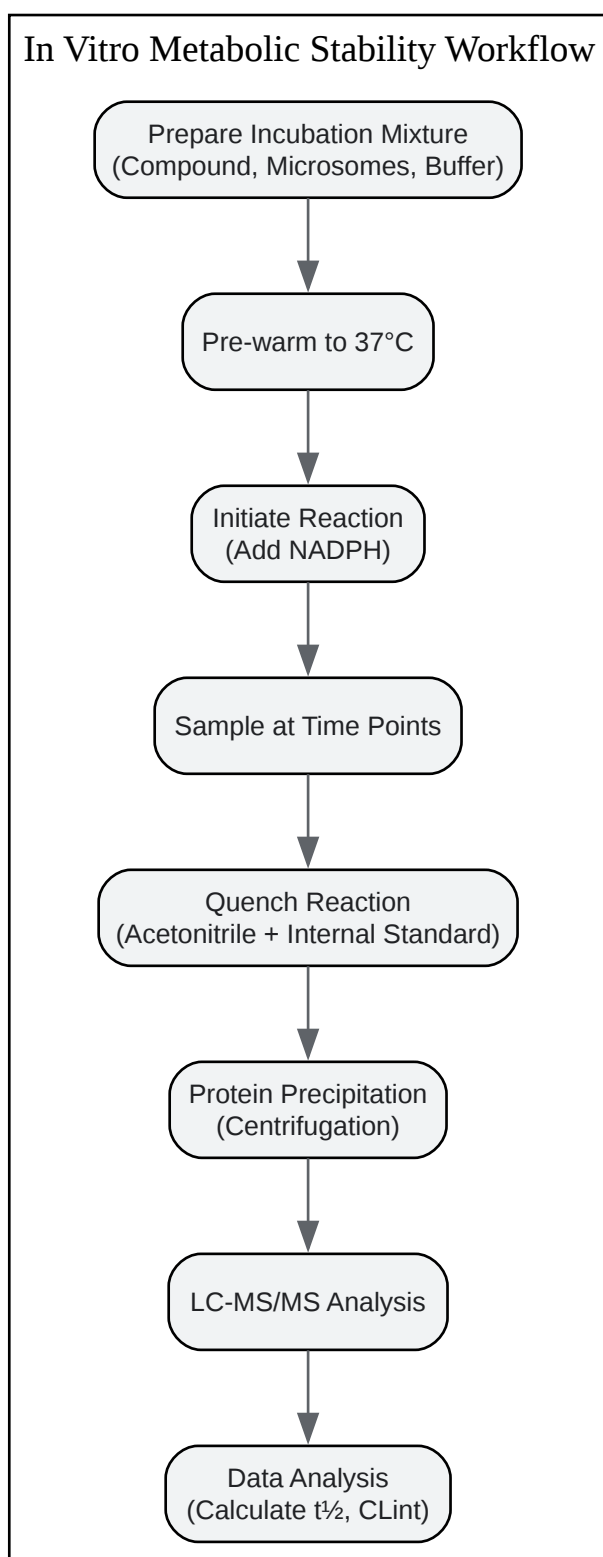 In Vitro Metabolic Stability Workflow
Prepare Incubation Mixture
(Compound, Microsomes, Buffer)
Pre-warm to 37°C
Initiate Reaction
(Add NADPH)
Sample at Time Points
Quench Reaction
(Acetonitrile + Internal Standard)
Protein Precipitation
(Centrifugation)
LC-MS/MS Analysis
Data Analysis
(Calculate t½, CLint)